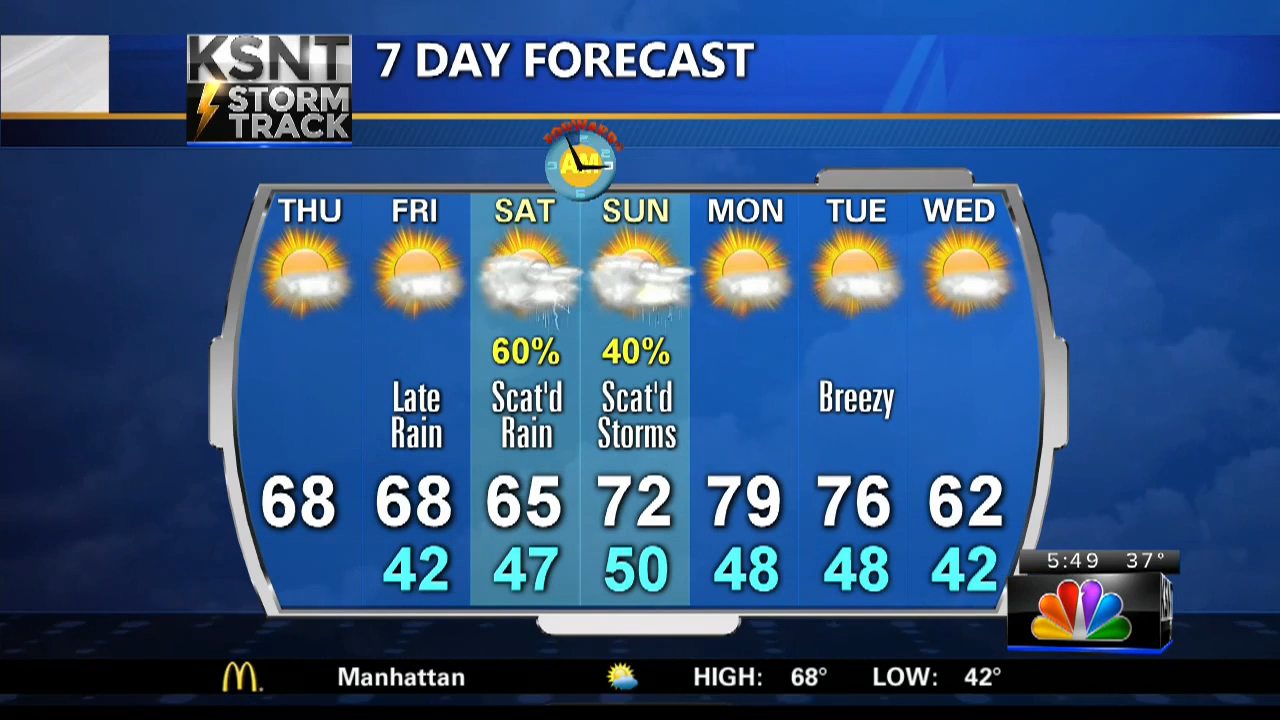 KSNT
STORM
TRACK
7 DAY FORECAST
AM
THU FRI SAT SUN MON TUE WED
60% 40%
Late
Rain
Scat'd
Rain
Scat'd
Storms
Breezy
68 68 65 72 79 76 62
42 47 50 48 48 42
5:49 37°
Manhattan HIGH: 68° LOW: 42°